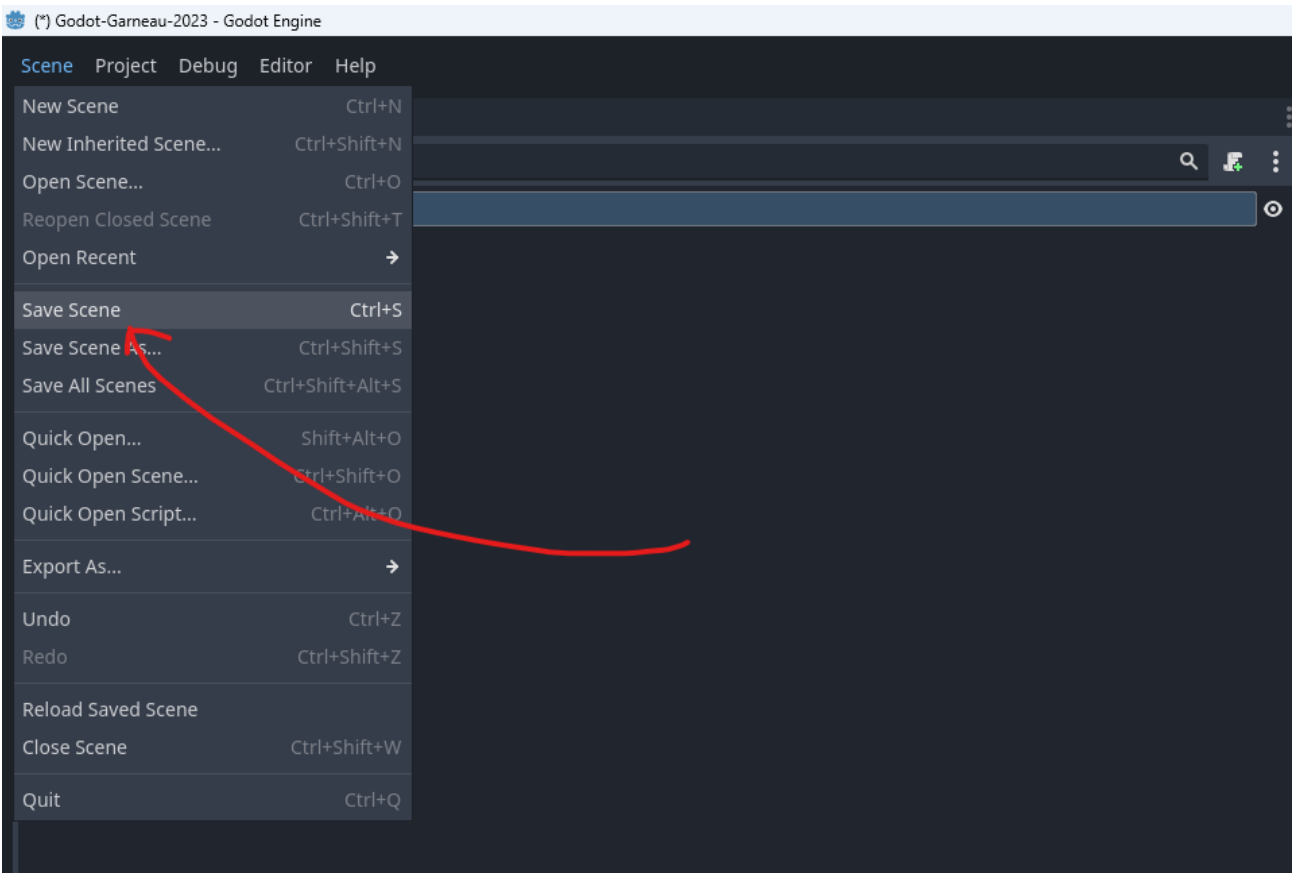 (*) Godot-Garneau-2023 - Godot Engine
Scene Project Debug Editor Help
New Scene Ctrl+N
New Inherited Scene... Ctrl+Shift+N
Open Scene... Ctrl+O
Reopen Closed Scene Ctrl+Shift+T
Open Recent
Save Scene Ctrl+S
Save Scene As... Ctrl+Shift+S
Save All Scenes Ctrl+Shift+Alt+S
Quick Open... Shift+Alt+O
Quick Open Scene... Ctrl+Shift+O
Quick Open Script... Ctrl+Alt+O
Export As...
Undo Ctrl+Z
Redo Ctrl+Shift+Z
Reload Saved Scene
Close Scene Ctrl+Shift+W
Quit Ctrl+Q